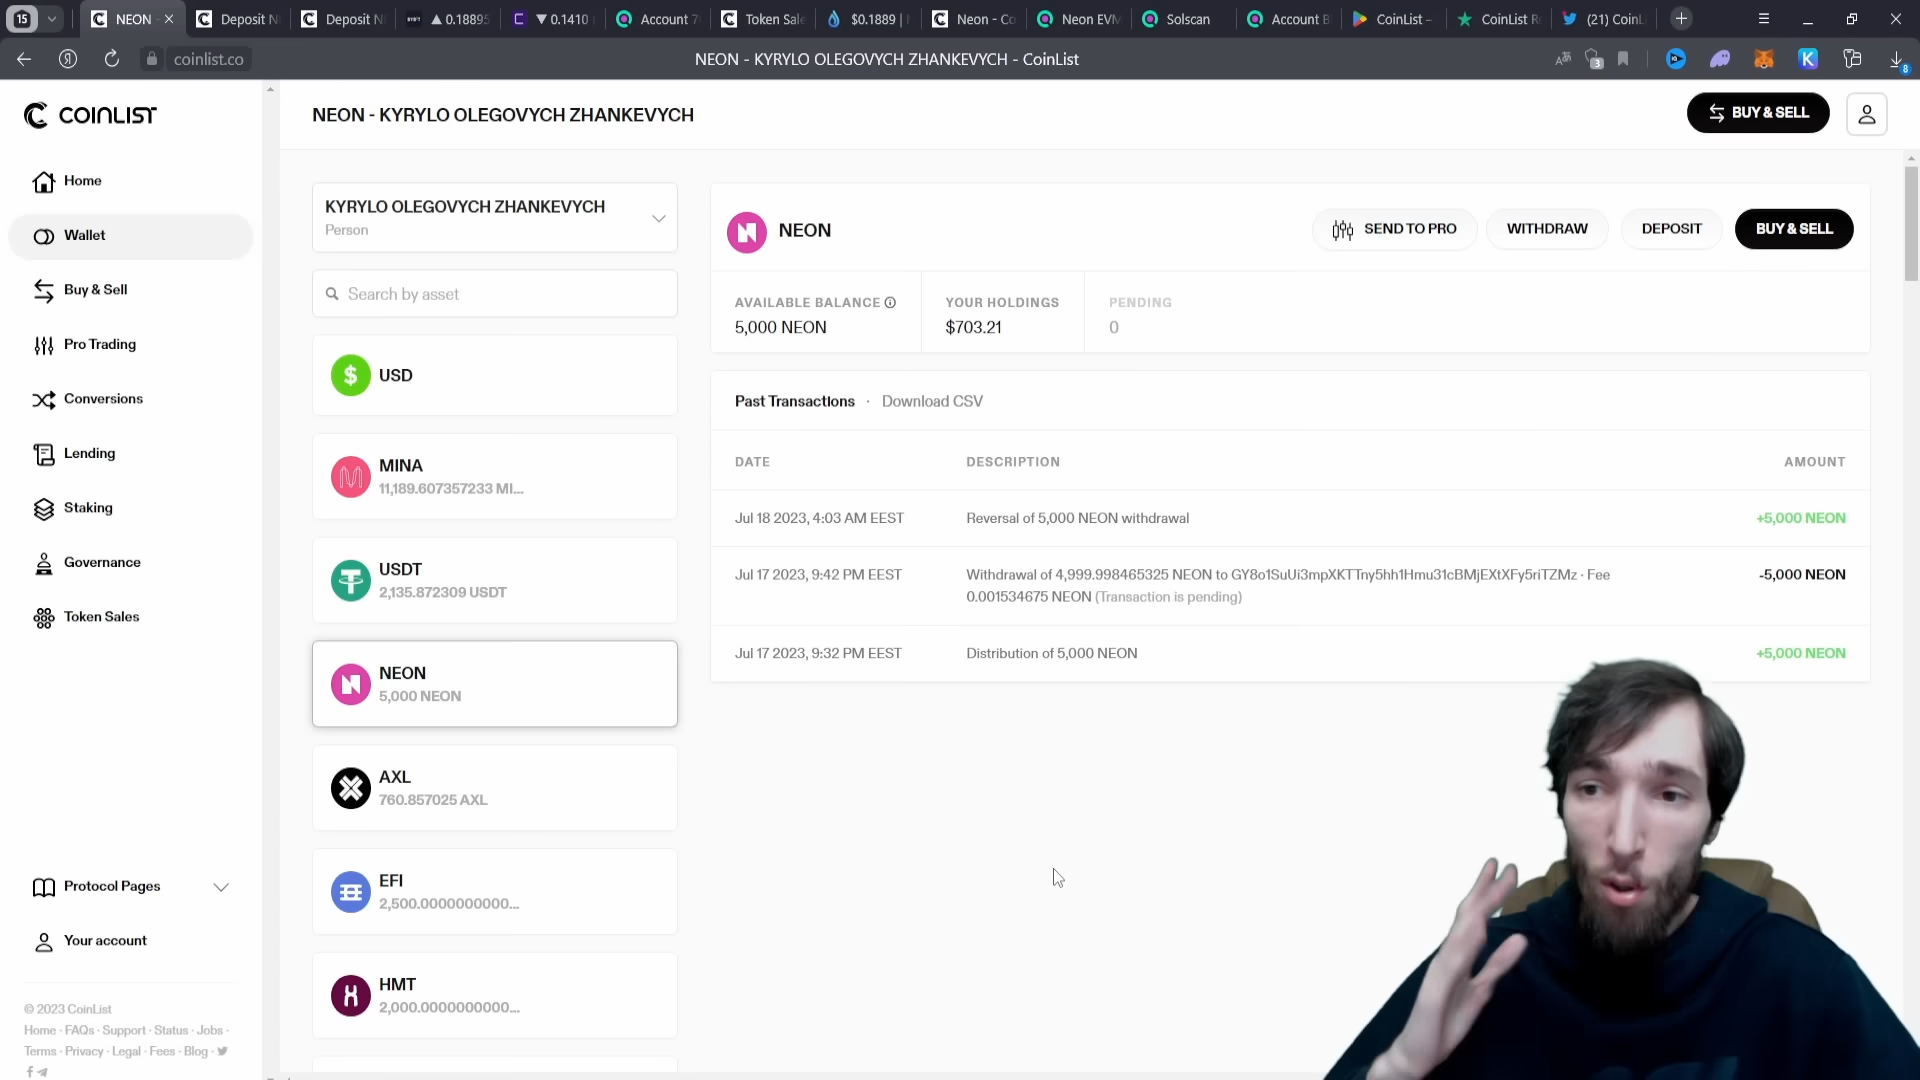 15
NEON
Deposit N
Deposit N
▲ 0.1889
▼ 0.1410
Account 7
Token Sale
$0.1889 |
Neon - Co
Neon EVM
Solscan
Account B
CoinList –
CoinList R
(21) CoinL
coinlist.co
NEON - KYRYLO OLEGOVYCH ZHANKEVYCH - CoinList
3
K
8
COINLIST
NEON - KYRYLO OLEGOVYCH ZHANKEVYCH
BUY & SELL
Home
Wallet
Buy & Sell
Pro Trading
Conversions
Lending
Staking
Governance
Token Sales
Protocol Pages
Your account
© 2023 CoinList
Home · FAQs · Support · Status · Jobs ·
Terms · Privacy · Legal · Fees · Blog ·
KYRYLO OLEGOVYCH ZHANKEVYCH
Person
Search by asset
USD
MINA
11,189.607357233 MI...
USDT
2,135.872309 USDT
NEON
5,000 NEON
AXL
760.857025 AXL
EFI
2,500.0000000000...
HMT
2,000.0000000000...
NEON
SEND TO PRO
WITHDRAW
DEPOSIT
BUY & SELL
AVAILABLE BALANCE
5,000 NEON
YOUR HOLDINGS
$703.21
PENDING
0
Past Transactions · Download CSV
DATE DESCRIPTION AMOUNT
Jul 18 2023, 4:03 AM EEST Reversal of 5,000 NEON withdrawal +5,000 NEON
Jul 17 2023, 9:42 PM EEST Withdrawal of 4,999.998465325 NEON to GY8o1SuUi3mpXKTTny5hh1Hmu31cBMjEXtXFy5riTZMz · Fee -5,000 NEON
0.001534675 NEON (Transaction is pending)
Jul 17 2023, 9:32 PM EEST Distribution of 5,000 NEON +5,000 NEON